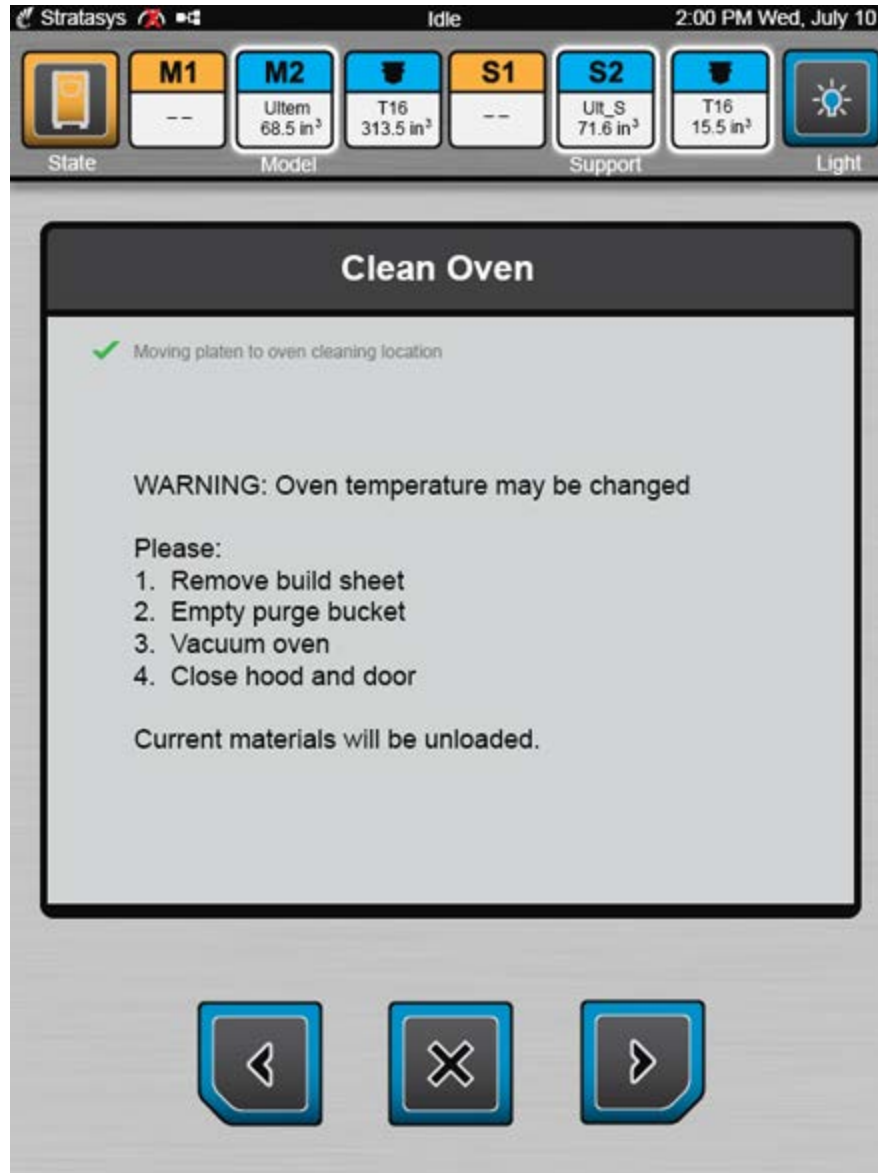 Stratasys Idle 2:00 PM Wed, July 10
M1 M2 S1 S2
-- Ultem T16 -- Ult_S T16
68.5 in³ 313.5 in³ 71.6 in³ 15.5 in³
State Model Support Light
Clean Oven
Moving platen to oven cleaning location
WARNING: Oven temperature may be changed
Please:
1. Remove build sheet
2. Empty purge bucket
3. Vacuum oven
4. Close hood and door
Current materials will be unloaded.